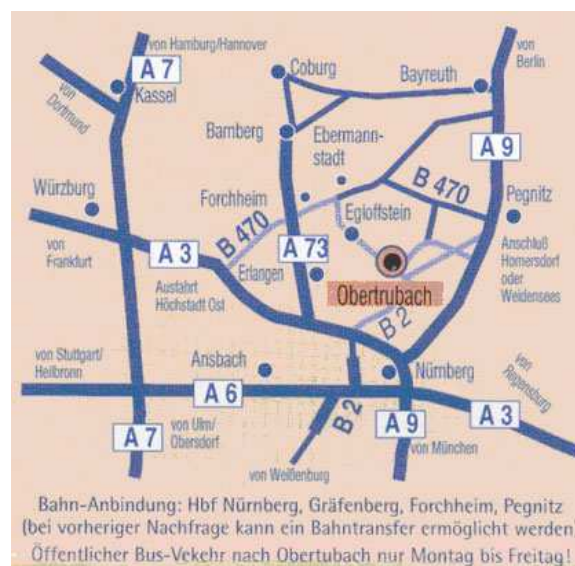 von Hamburg/Hannover
A 7
Kassel
von
Dortmund
Coburg
Bayreuth
von
Berlin
Bamberg
Ebermann-
stadt
A 9
Würzburg
Forchheim
B 470
B 470
Pegnitz
Egloffstein
von
Frankfurt
A 3
A 73
Anschluß
Homersdorf
oder
Weidensees
Ausfahrt
Höchstadt Ost
Erlangen
Obertrubach
B 2
von Stuttgart/
Heilbronn
Ansbach
Nürnberg
von
Regensburg
A 6
A 7
von Ulm/
Obersdorf
B 2
A 9
A 3
von München
von Weißenburg
Bahn-Anbindung: Hbf Nürnberg, Gräfenberg, Forchheim, Pegnitz
(bei vorheriger Nachfrage kann ein Bahntransfer ermöglicht werden
Öffentlicher Bus-Vekehr nach Obertubach nur Montag bis Freitag!